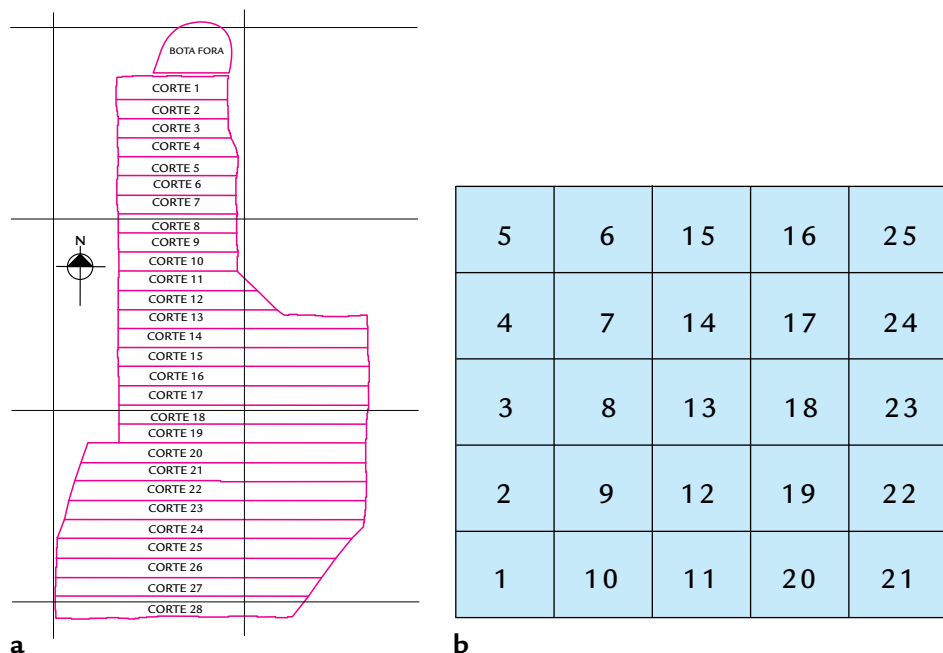 BOTA FORA
CORTE 1
CORTE 2
CORTE 3
CORTE 4
CORTE 5
CORTE 6
CORTE 7
CORTE 8
N
CORTE 9
CORTE 10
CORTE 11
CORTE 12
CORTE 13
CORTE 14
CORTE 15
CORTE 16
CORTE 17
CORTE 18
CORTE 19
CORTE 20
CORTE 21
CORTE 22
CORTE 23
CORTE 24
CORTE 25
CORTE 26
CORTE 27
CORTE 28
a
5 6 15 16 25
4 7 14 17 24
3 8 13 18 23
2 9 12 19 22
1 10 11 20 21
b